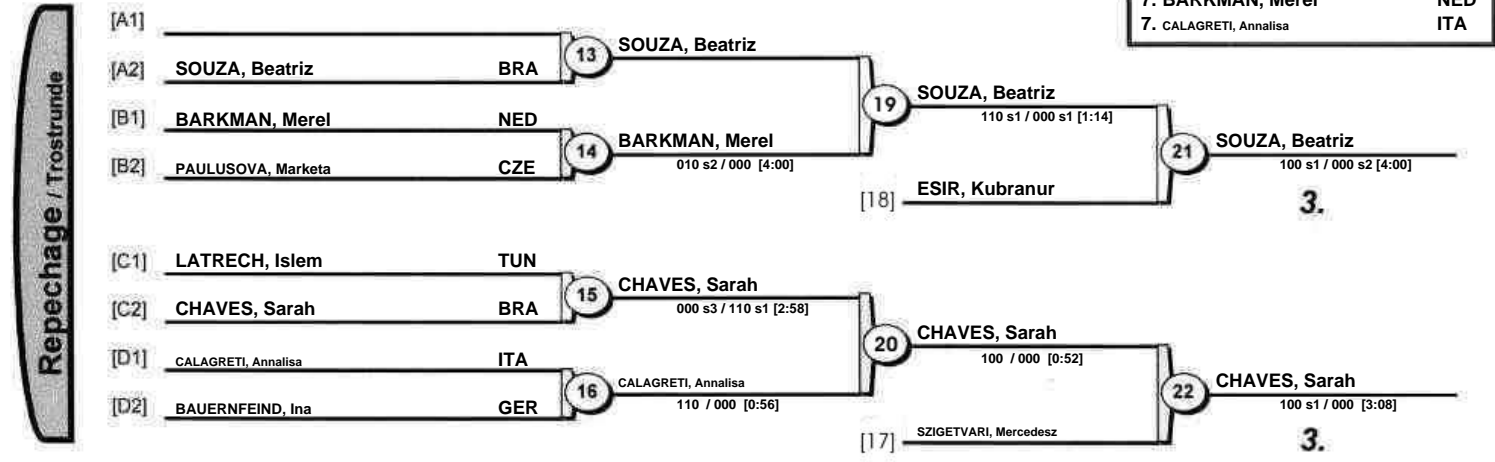 7. BARKMAN, Merel NED
7. CALAGRETI, Annalisa ITA
Repechage / Trostrunde
[A1]
13 SOUZA, Beatriz
[A2] SOUZA, Beatriz BRA
19 SOUZA, Beatriz
110 s1 / 000 s1 [1:14]
[B1] BARKMAN, Merel NED
14 BARKMAN, Merel
010 s2 / 000 [4:00]
[B2] PAULUSOVA, Marketa CZE
21 SOUZA, Beatriz
100 s1 / 000 s2 [4:00]
[18] ESIR, Kubranur
3.
[C1] LATRECH, Islem TUN
15 CHAVES, Sarah
000 s3 / 110 s1 [2:58]
[C2] CHAVES, Sarah BRA
20 CHAVES, Sarah
100 / 000 [0:52]
[D1] CALAGRETI, Annalisa ITA
16 CALAGRETI, Annalisa
110 / 000 [0:56]
[D2] BAUERNFEIND, Ina GER
22 CHAVES, Sarah
100 s1 / 000 [3:08]
[17] SZIGETVARI, Mercedesz
3.